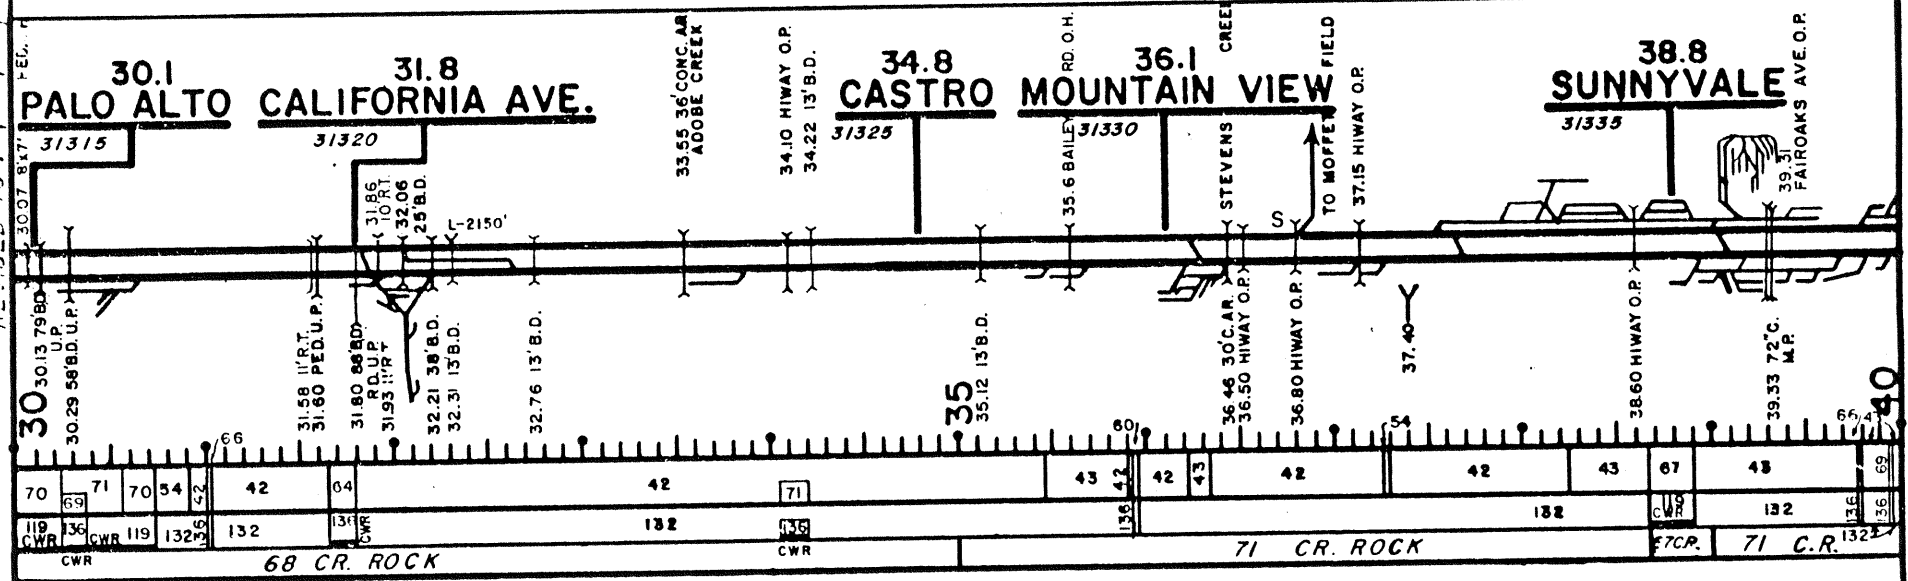 30.1
PALO ALTO
31315
31.8
CALIFORNIA AVE.
31320
34.8
CASTRO
31325
36.1
MOUNTAIN VIEW
31330
38.8
SUNNYVALE
31335
30.07 8'x7'
31.86
10'R.T.
32.06
25'B.D.
L-2150'
33.55 36'CONC. AR
ADOBE CREEK
34.10 HIWAY O.P.
34.22 13'B.D.
35.6 BAILEY RD. O.H.
STEVENS CREEK
S
TO MOFFET FIELD
37.15 HIWAY O.P.
39.31
FAIROAKS AVE. O.P.
30.13 79'B.D.
U.P.
30.29 58'B.D. U.P.
31.58 11'R.T.
31.60 PED. U.P.
31.80 88'B.D.
RD. U.P.
31.93 11'RT
32.21 38'B.D.
32.31 13'B.D.
32.76 13'B.D.
35.12 13'B.D.
36.46 30'C. AR.
36.50 HIWAY O.P.
36.80 HIWAY O.P.
37.40
38.60 HIWAY O.P.
39.33 72"C.
M.P.
30 35 40
66 60 54 66
70 69 71 70 54 42 42 64 42 71 43 42 42 43 42 42 43 67 43 69
119 CWR 136 CWR 119 132 136 132 136 CWR 132 136 136 132 119 CWR 132 136 136
CWR CWR 132
68 CR. ROCK 71 CR. ROCK 71 C.R.